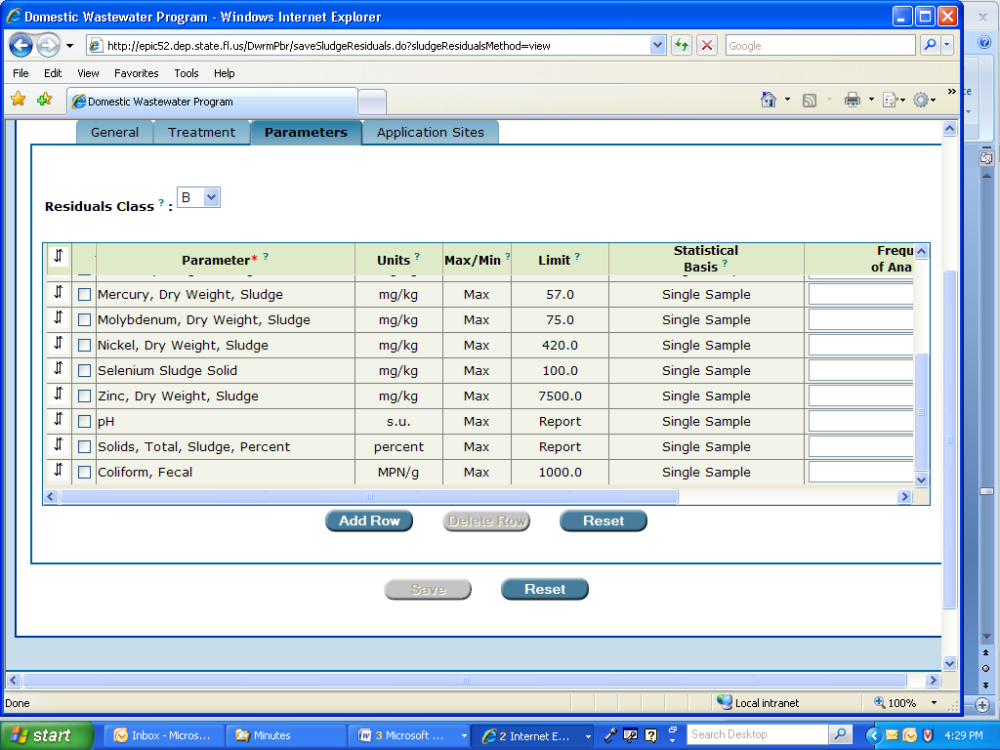 Domestic Wastewater Program - Windows Internet Explorer
http://epic52.dep.state.fl.us/DwrmPbr/saveSludgeResiduals.do?sludgeResidualsMethod=view
Google
File Edit View Favorites Tools Help
Domestic Wastewater Program
General Treatment Parameters Application Sites
Residuals Class ? : B
Parameter* ? Units ? Max/Min ? Limit ? Statistical Basis ? Frequ of Ana
Mercury, Dry Weight, Sludge mg/kg Max 57.0 Single Sample
Molybdenum, Dry Weight, Sludge mg/kg Max 75.0 Single Sample
Nickel, Dry Weight, Sludge mg/kg Max 420.0 Single Sample
Selenium Sludge Solid mg/kg Max 100.0 Single Sample
Zinc, Dry Weight, Sludge mg/kg Max 7500.0 Single Sample
pH s.u. Max Report Single Sample
Solids, Total, Sludge, Percent percent Max Report Single Sample
Coliform, Fecal MPN/g Max 1000.0 Single Sample
Add Row Delete Row Reset
Save Reset
Done Local intranet 100%
start Inbox - Micros... Minutes 3 Microsoft ... 2 Internet E... Search Desktop 4:29 PM